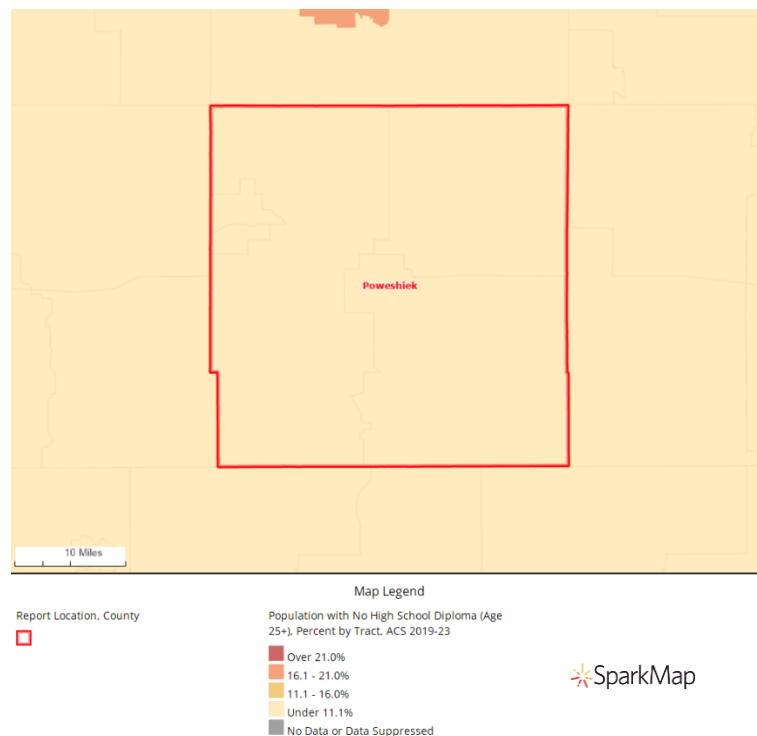 Poweshiek
10 Miles
Map Legend
Report Location, County
Population with No High School Diploma (Age
25+), Percent by Tract, ACS 2019-23
Over 21.0%
16.1 - 21.0%
11.1 - 16.0%
Under 11.1%
No Data or Data Suppressed
SparkMap